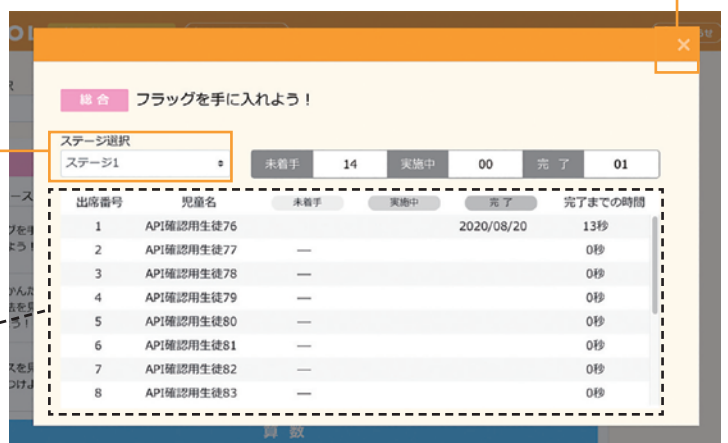 OL
総合 フラッグを手に入れよう！
ステージ選択
ステージ1
未着手 14 実施中 00 完了 01
出席番号 児童名 未着手 実施中 完了 完了までの時間
1 API確認用生徒76 2020/08/20 13秒
2 API確認用生徒77 — 0秒
3 API確認用生徒78 — 0秒
4 API確認用生徒79 — 0秒
5 API確認用生徒80 — 0秒
6 API確認用生徒81 — 0秒
7 API確認用生徒82 — 0秒
8 API確認用生徒83 — 0秒
算数